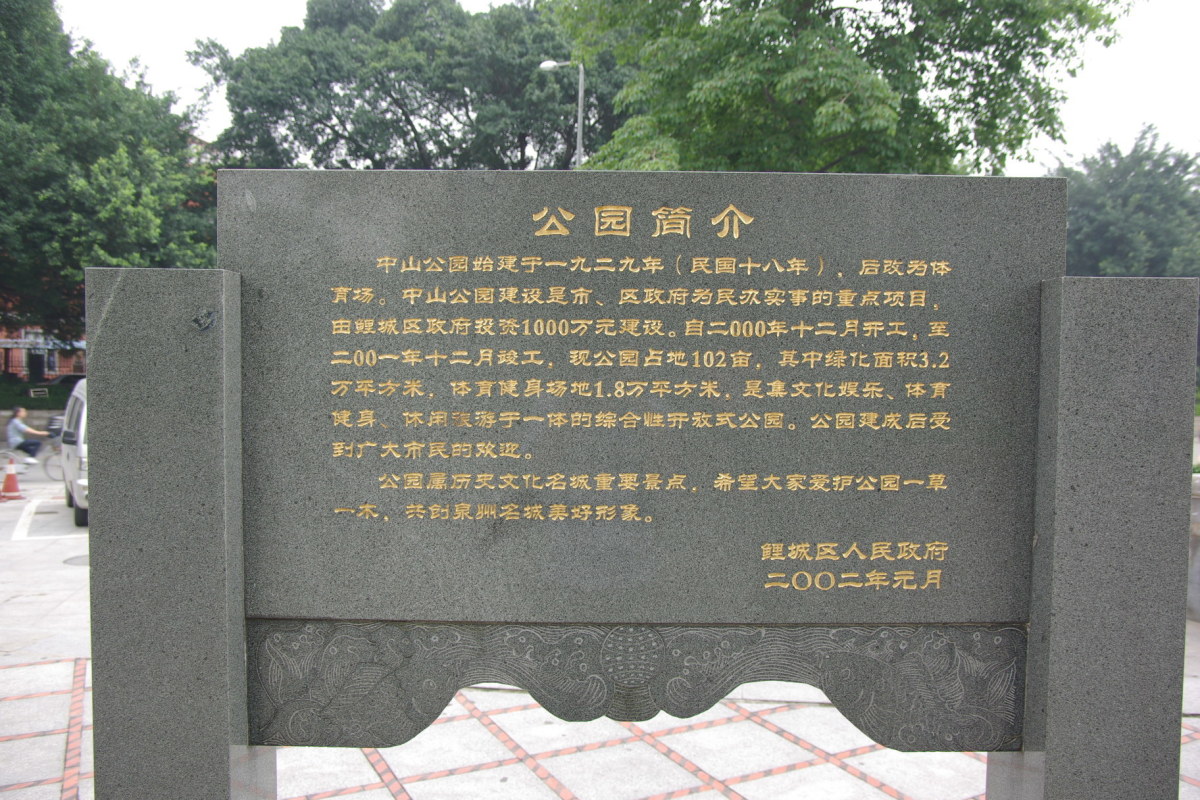 公园简介
中山公园始建于一九二九年（民国十八年），后改为体
育场。中山公园建设是市、区政府为民办实事的重点项目，
由鲤城区政府投资1000万元建设。自二000年十二月开工，至
二00一年十二月竣工，现公园占地102亩，其中绿化面积3.2
万平方米，体育健身场地1.8万平方米，是集文化娱乐、体育
健身、休闲旅游于一体的综合性开放式公园。公园建成后受
到广大市民的欢迎。
公园属历史文化名城重要景点，希望大家爱护公园一草
一木，共创泉州名城美好形象。
鲤城区人民政府
二〇〇二年元月